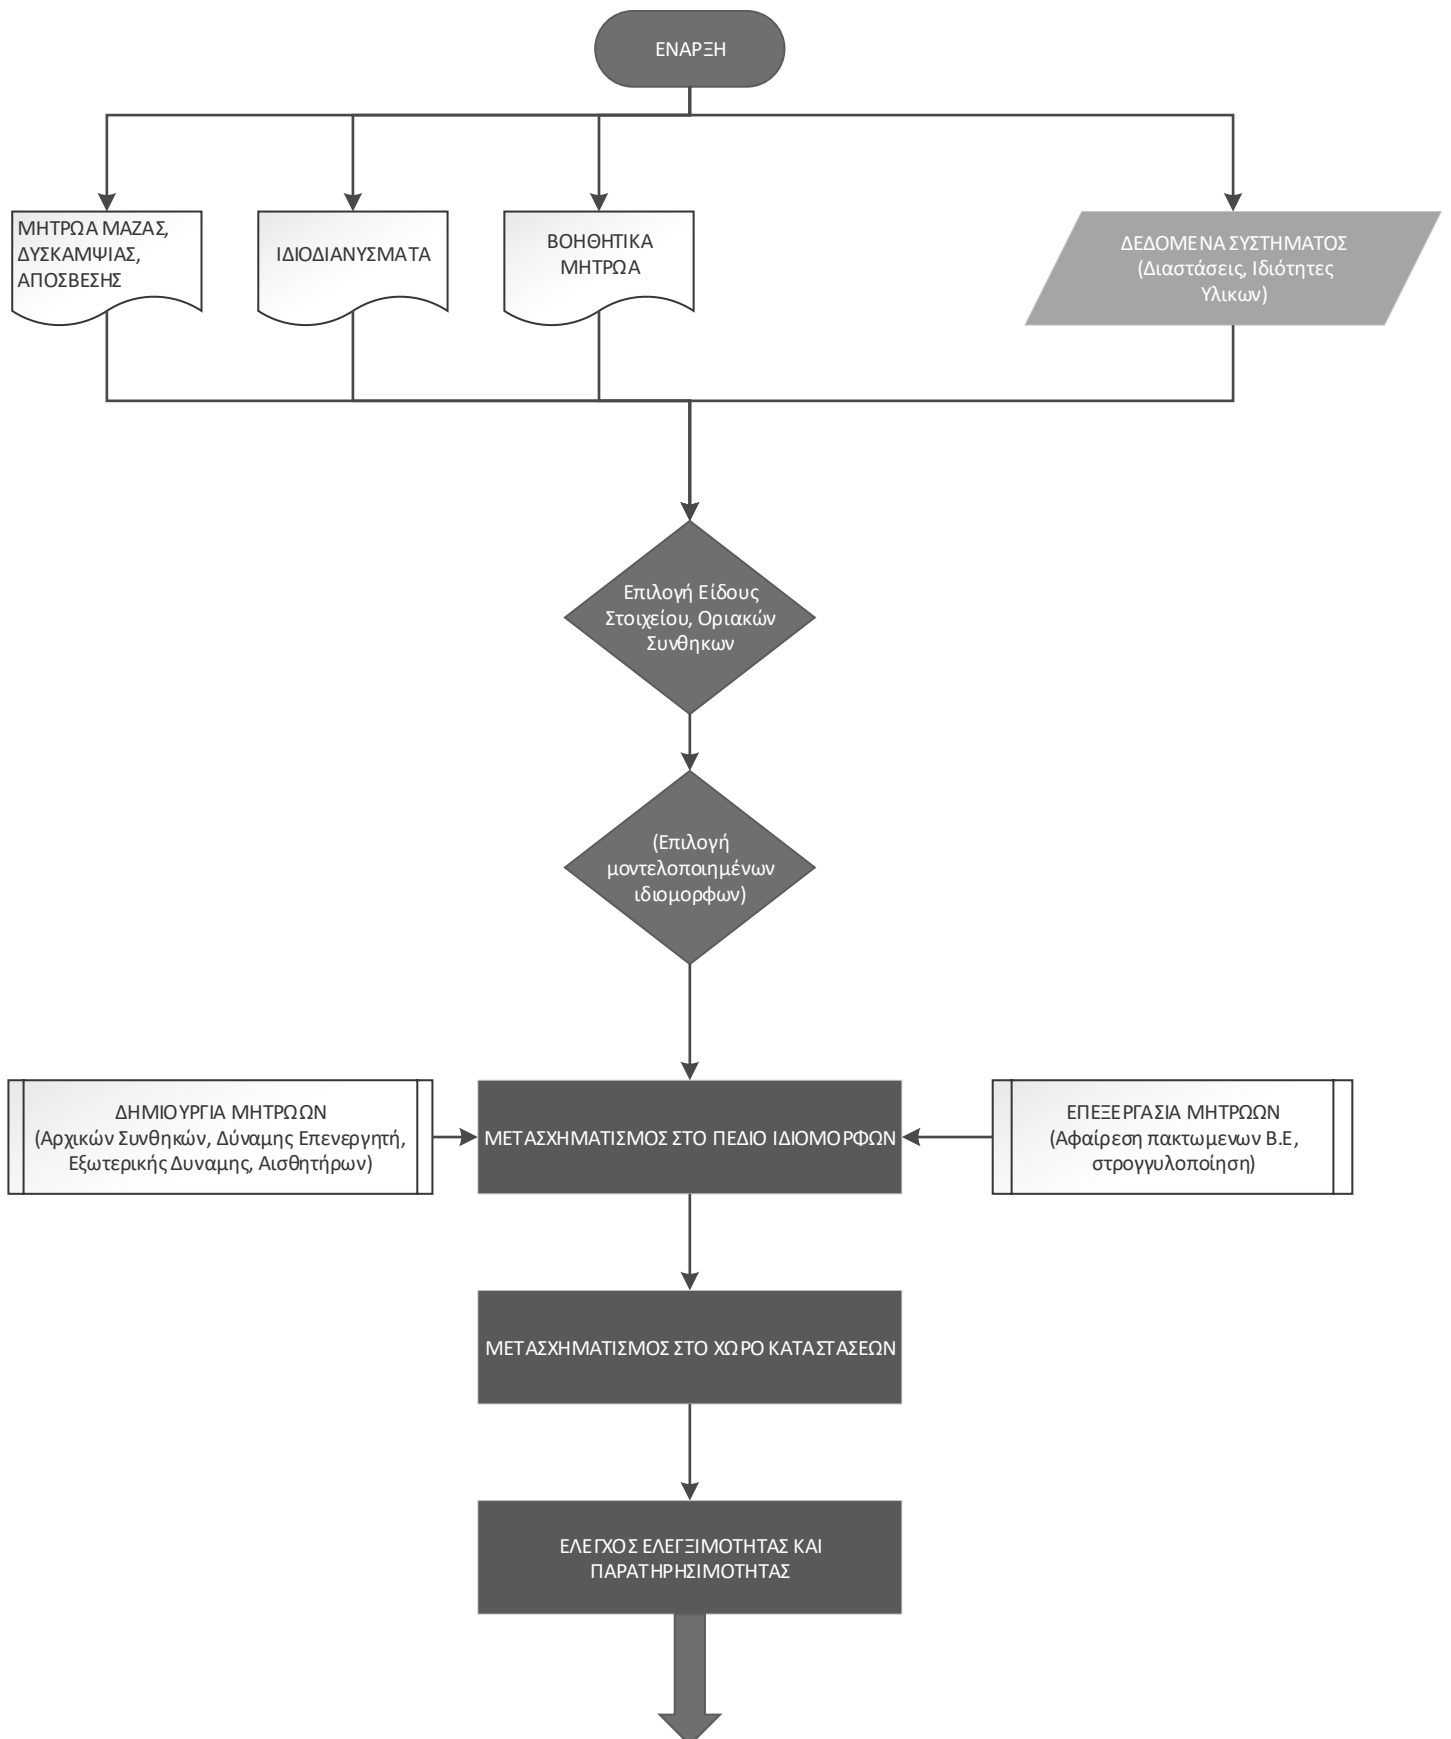 ΕΝΑΡΞΗ
ΜΗΤΡΩΑ ΜΑΖΑΣ,
ΔΥΣΚΑΜΨΙΑΣ,
ΑΠΟΣΒΕΣΗΣ
ΙΔΙΟΔΙΑΝΥΣΜΑΤΑ
ΒΟΗΘΗΤΙΚΑ
ΜΗΤΡΩΑ
ΔΕΔΟΜΕΝΑ ΣΥΣΤΗΜΑΤΟΣ
(Διαστάσεις, Ιδιότητες
Υλικων)
Επιλογή Είδους
Στοιχείου, Οριακών
Συνθηκων
(Επιλογή
μοντελοποιημένων
ιδιομορφων)
ΔΗΜΙΟΥΡΓΙΑ ΜΗΤΡΩΩΝ
(Αρχικών Συνθηκών, Δύναμης Επενεργητή,
Εξωτερικής Δυναμης, Αισθητήρων)
ΜΕΤΑΣΧΗΜΑΤΙΣΜΟΣ ΣΤΟ ΠΕΔΙΟ ΙΔΙΟΜΟΡΦΩΝ
ΕΠΕΞΕΡΓΑΣΙΑ ΜΗΤΡΩΩΝ
(Αφαίρεση πακτωμενων Β.Ε,
στρογγυλοποίηση)
ΜΕΤΑΣΧΗΜΑΤΙΣΜΟΣ ΣΤΟ ΧΩΡΟ ΚΑΤΑΣΤΑΣΕΩΝ
ΕΛΕΓΧΟΣ ΕΛΕΓΞΙΜΟΤΗΤΑΣ ΚΑΙ
ΠΑΡΑΤΗΡΗΣΙΜΟΤΗΤΑΣ